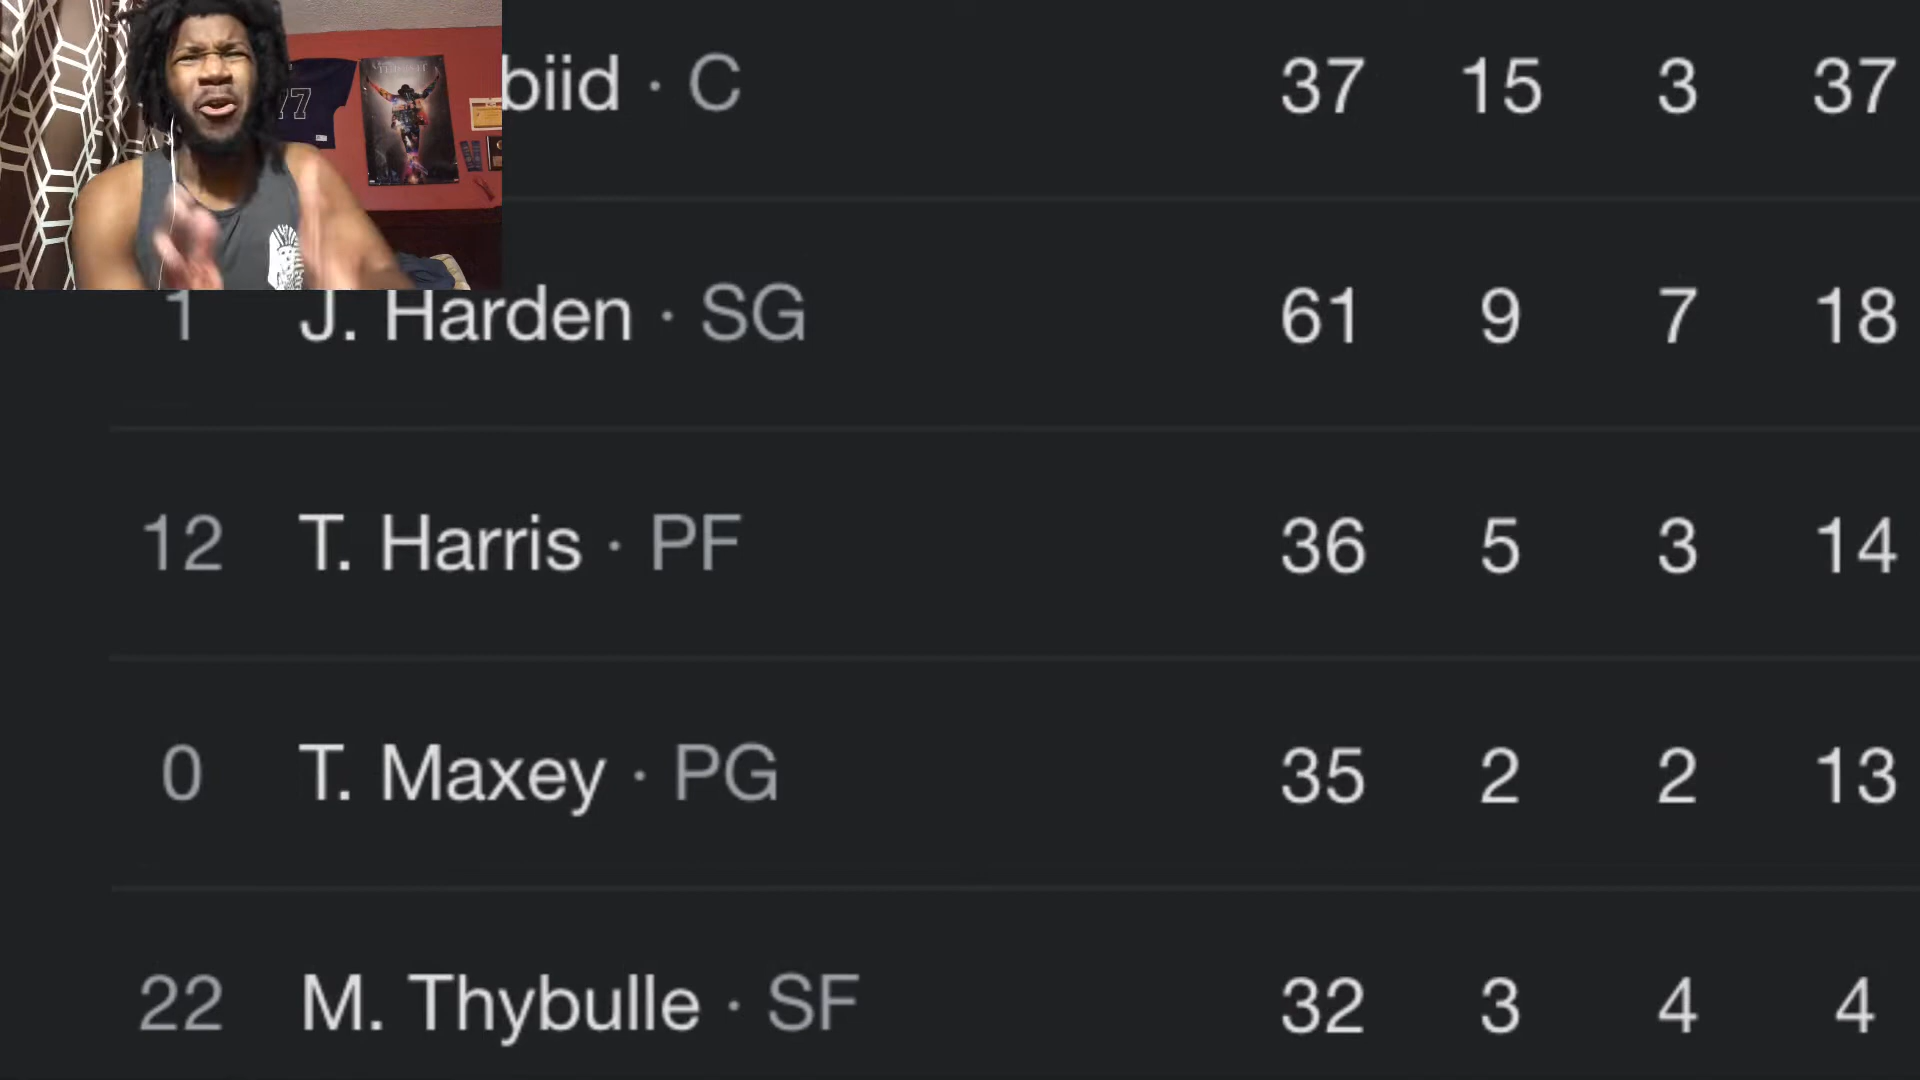 77
biid · C 37 15 3 37
1 J. Harden · SG 61 9 7 18
12 T. Harris · PF 36 5 3 14
0 T. Maxey · PG 35 2 2 13
22 M. Thybulle · SF 32 3 4 4